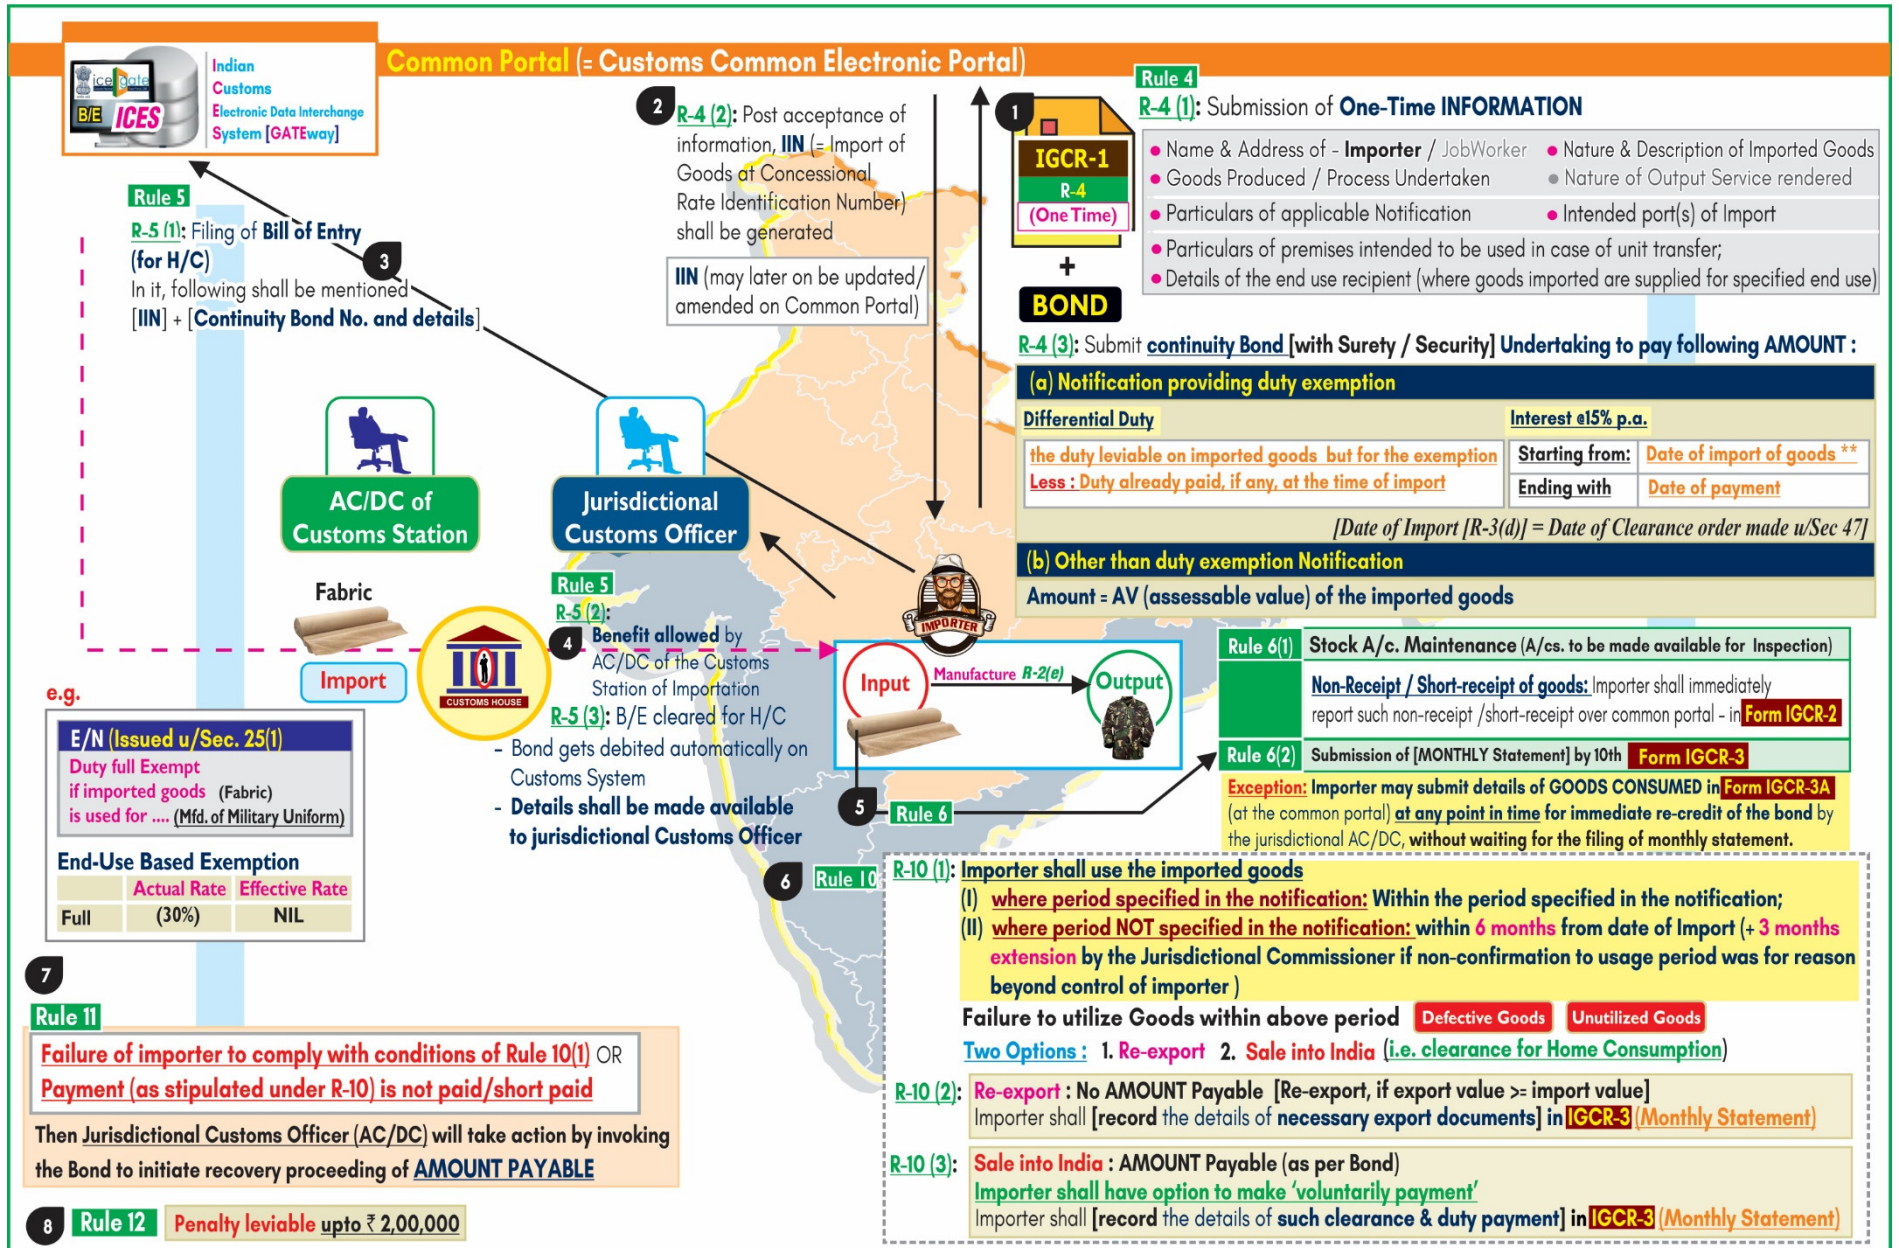 Common Portal (= Customs Common Electronic Portal)
ice gate
B/E ICES
Indian
Customs
Electronic Data Interchange
System [GATEway]
Rule 4
1
R-4 (1): Submission of One-Time INFORMATION
IGCR-1
R-4
(One Time)
+
BOND
• Name & Address of - Importer / JobWorker • Nature & Description of Imported Goods
• Goods Produced / Process Undertaken • Nature of Output Service rendered
• Particulars of applicable Notification • Intended port(s) of Import
• Particulars of premises intended to be used in case of unit transfer;
• Details of the end use recipient (where goods imported are supplied for specified end use)
R-4 (3): Submit continuity Bond [with Surety / Security] Undertaking to pay following AMOUNT :
(a) Notification providing duty exemption
Differential Duty Interest @15% p.a.
the duty leviable on imported goods but for the exemption
Less : Duty already paid, if any, at the time of import
Starting from: Date of import of goods **
Ending with Date of payment
[Date of Import [R-3(d)] = Date of Clearance order made u/Sec 47]
(b) Other than duty exemption Notification
Amount = AV (assessable value) of the imported goods
2
R-4 (2): Post acceptance of
information, IIN (= Import of
Goods at Concessional
Rate Identification Number)
shall be generated
IIN (may later on be updated/
amended on Common Portal)
Rule 5
R-5 (1): Filing of Bill of Entry
(for H/C)
3
In it, following shall be mentioned
[IIN] + [Continuity Bond No. and details]
AC/DC of
Customs Station
Jurisdictional
Customs Officer
IMPORTER
Fabric
Import
CUSTOMS HOUSE
Rule 5
R-5 (2):
4
Benefit allowed by
AC/DC of the Customs
Station of Importation
R-5 (3): B/E cleared for H/C
- Bond gets debited automatically on
Customs System
- Details shall be made available
to jurisdictional Customs Officer
Input
Manufacture R-2(e)
Output
5
Rule 6
Rule 6(1) Stock A/c. Maintenance (A/cs. to be made available for Inspection)
Non-Receipt / Short-receipt of goods: Importer shall immediately
report such non-receipt /short-receipt over common portal - in Form IGCR-2
Rule 6(2) Submission of [MONTHLY Statement] by 10th Form IGCR-3
Exception: Importer may submit details of GOODS CONSUMED in Form IGCR-3A
(at the common portal) at any point in time for immediate re-credit of the bond by
the jurisdictional AC/DC, without waiting for the filing of monthly statement.
e.g.
E/N (Issued u/Sec. 25(1)
Duty full Exempt
if imported goods (Fabric)
is used for .... (Mfd. of Military Uniform)
End-Use Based Exemption
Actual Rate Effective Rate
Full (30%) NIL
6
Rule 10
R-10 (1): Importer shall use the imported goods
(I) where period specified in the notification: Within the period specified in the notification;
(II) where period NOT specified in the notification: within 6 months from date of Import (+ 3 months
extension by the Jurisdictional Commissioner if non-confirmation to usage period was for reason
beyond control of importer )
Failure to utilize Goods within above period Defective Goods Unutilized Goods
Two Options : 1. Re-export 2. Sale into India (i.e. clearance for Home Consumption)
R-10 (2): Re-export : No AMOUNT Payable [Re-export, if export value >= import value]
Importer shall [record the details of necessary export documents] in IGCR-3 (Monthly Statement)
R-10 (3): Sale into India : AMOUNT Payable (as per Bond)
Importer shall have option to make 'voluntarily payment'
Importer shall [record the details of such clearance & duty payment] in IGCR-3 (Monthly Statement)
7
Rule 11
Failure of importer to comply with conditions of Rule 10(1) OR
Payment (as stipulated under R-10) is not paid/short paid
Then Jurisdictional Customs Officer (AC/DC) will take action by invoking
the Bond to initiate recovery proceeding of AMOUNT PAYABLE
8
Rule 12
Penalty leviable upto ₹ 2,00,000